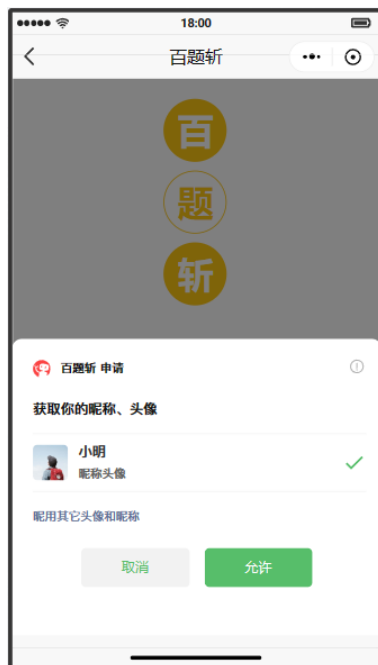 18:00
百题斩
百
题
斩
百题斩 申请
获取你的昵称、头像
小明
昵称头像
昵用其它头像和昵称
取消
允许